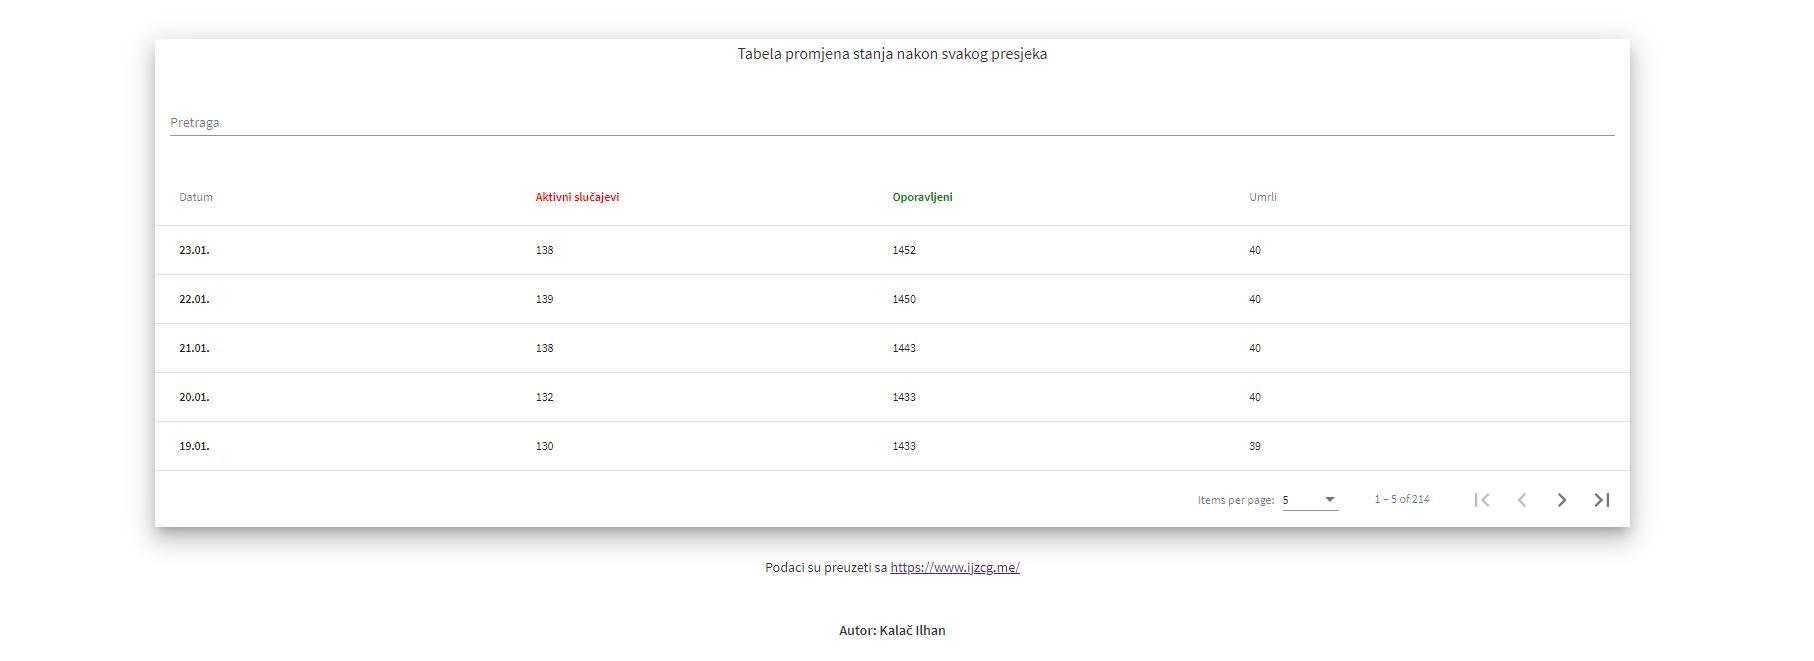 Tabela promjena stanja nakon svakog presjeka
Pretraga
Datum Aktivni slučajevi Oporavljeni Umrli
23.01. 138 1452 40
22.01. 139 1450 40
21.01. 138 1443 40
20.01. 132 1433 40
19.01. 130 1433 39
Items per page: 5 1 – 5 of 214
Podaci su preuzeti sa https://www.ijzcg.me/
Autor: Kalač Ilhan